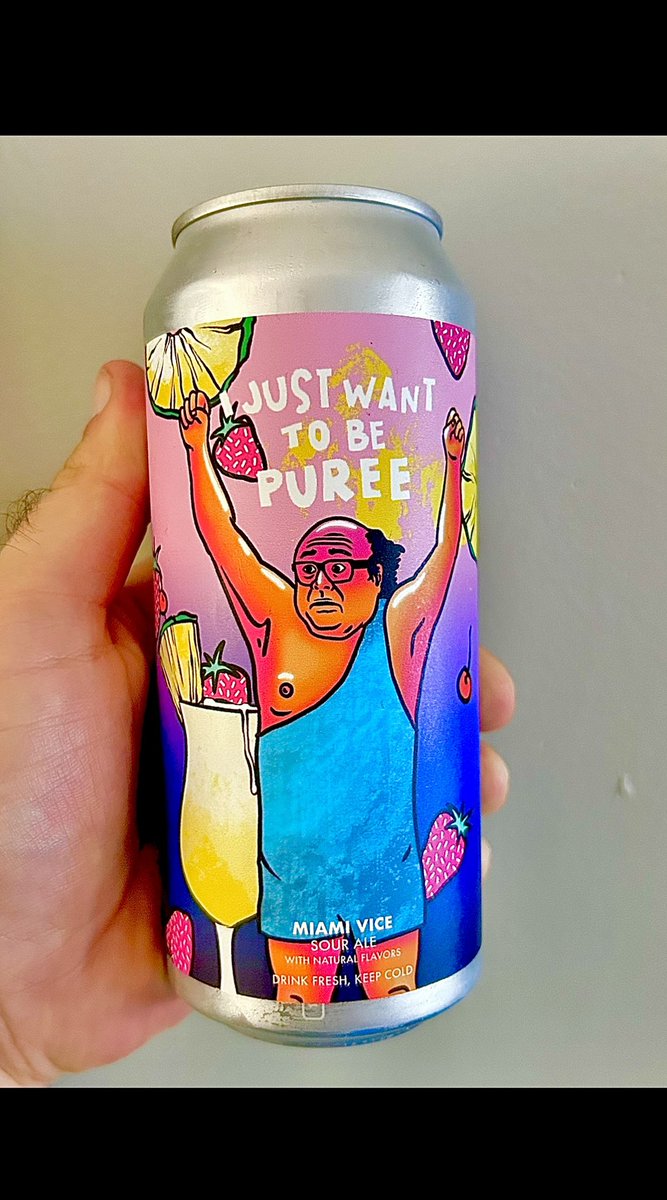 I JUST WANT
TO BE
PUREE
MIAMI VICE
SOUR ALE
WITH NATURAL FLAVORS
DRINK FRESH, KEEP COLD